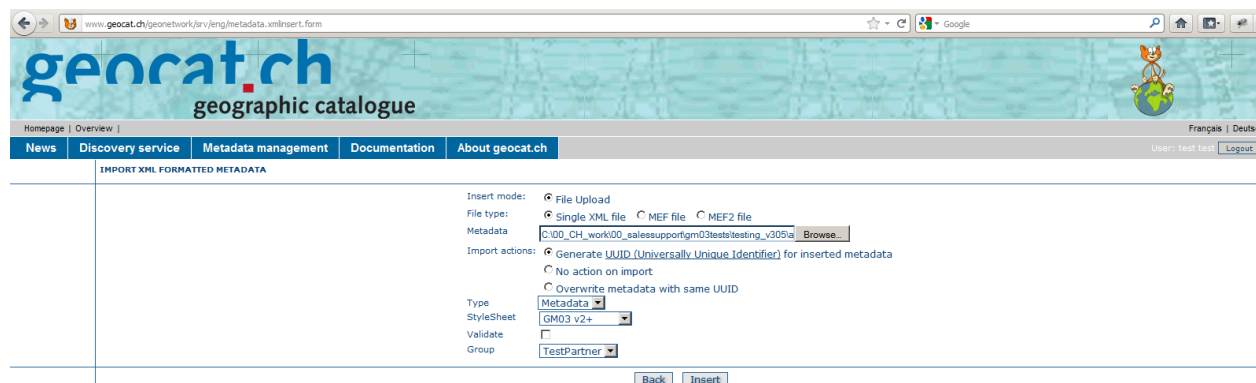 www.geocat.ch/geonetwork/srv/eng/metadata.xmlinsert.form
Google
geocat.ch
geographic catalogue
Homepage | Overview |
Français | Deuts
News Discovery service Metadata management Documentation About geocat.ch
User: test test Logout
IMPORT XML FORMATTED METADATA
Insert mode: File Upload
File type: Single XML file MEF file MEF2 file
Metadata C:\00_CH_work\00_salessupport\gm03tests\testing_v305\a Browse...
Import actions: Generate UUID (Universally Unique Identifier) for inserted metadata
No action on import
Overwrite metadata with same UUID
Type Metadata
StyleSheet GM03 v2+
Validate
Group TestPartner
Back Insert